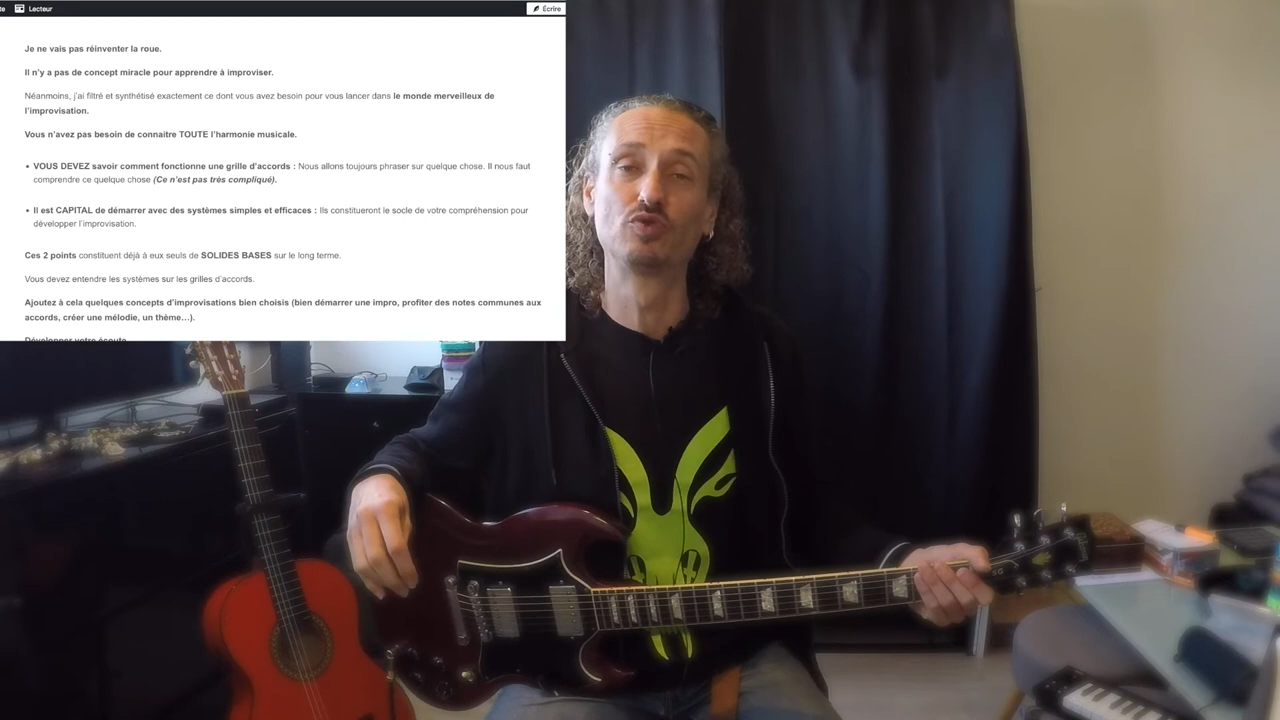 Lecteur
Écrire
Je ne vais pas réinventer la roue.
Il n'y a pas de concept miracle pour apprendre à improviser.
Néanmoins, j'ai filtré et synthétisé exactement ce dont vous avez besoin pour vous lancer dans le monde merveilleux de
l'improvisation.
Vous n'avez pas besoin de connaitre TOUTE l'harmonie musicale.
• VOUS DEVEZ savoir comment fonctionne une grille d'accords : Nous allons toujours phraser sur quelque chose. Il nous faut
comprendre ce quelque chose (Ce n'est pas très compliqué).
• Il est CAPITAL de démarrer avec des systèmes simples et efficaces : Ils constitueront le socle de votre compréhension pour
développer l'improvisation.
Ces 2 points constituent déjà à eux seuls de SOLIDES BASES sur le long terme.
Vous devez entendre les systèmes sur les grilles d'accords.
Ajoutez à cela quelques concepts d'improvisations bien choisis (bien démarrer une impro, profiter des notes communes aux
accords, créer une mélodie, un thème...).
Développer votre écoute
Gibson
SG